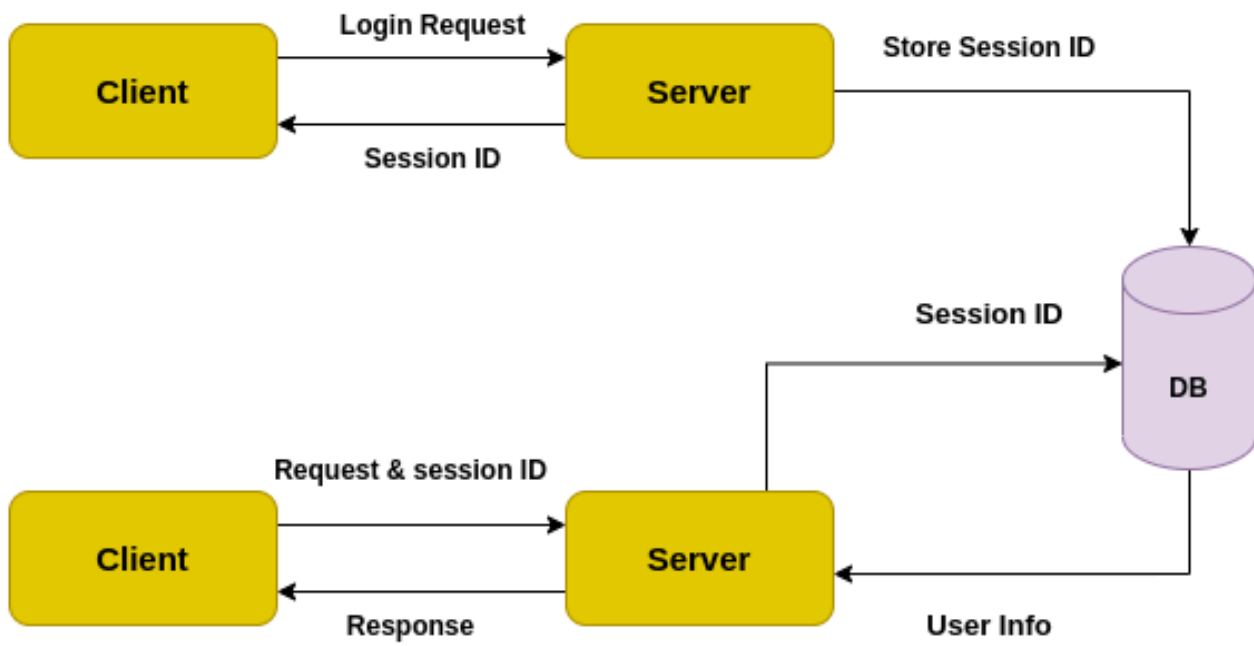 Login Request
Store Session ID
Client
Server
Session ID
Session ID
DB
Request & session ID
Client
Server
Response
User Info